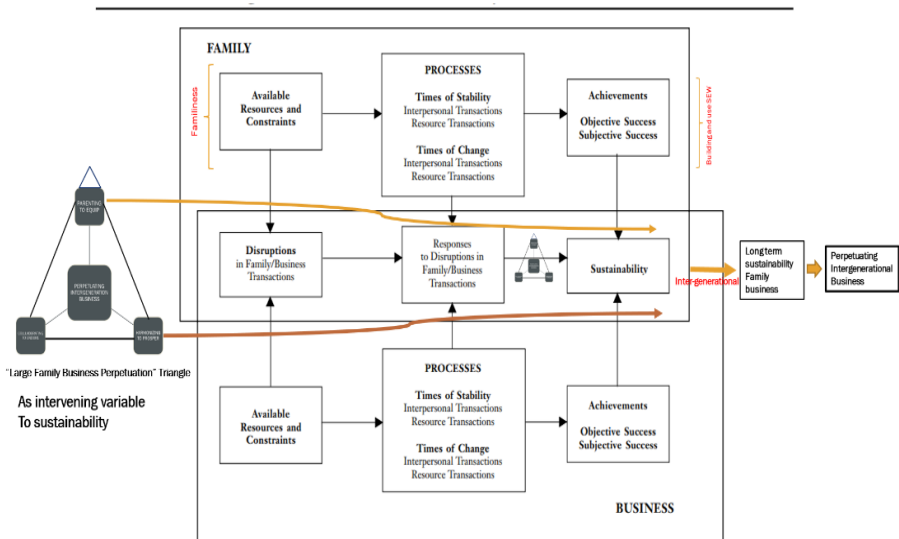 FAMILY
Familiness
Available
Resources and
Constraints
PROCESSES
Times of Stability
Interpersonal Transactions
Resource Transactions
Times of Change
Interpersonal Transactions
Resource Transactions
Achievements
Objective Success
Subjective Success
Building and use SEW
PARENTING
TO EQUIP
PERPETUATING
INTERGENERATION
BUSINESS
HARMONIZING
TO PROSPER
"Large Family Business Perpetuation" Triangle
As intervening variable
To sustainability
Disruptions
in Family/Business
Transactions
Responses
to Disruptions in
Family/Business
Transactions
Sustainability
Inter-generational
Long term
sustainability
Family
business
Perpetuating
Intergenerational
Business
Available
Resources and
Constraints
PROCESSES
Times of Stability
Interpersonal Transactions
Resource Transactions
Times of Change
Interpersonal Transactions
Resource Transactions
Achievements
Objective Success
Subjective Success
BUSINESS